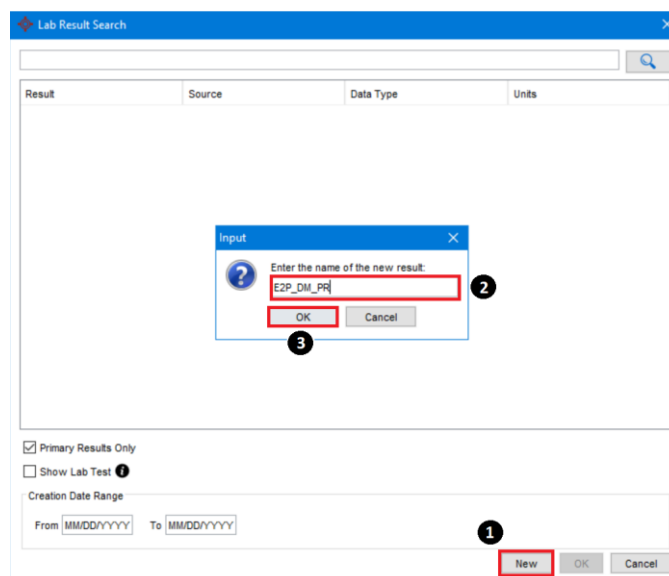 Lab Result Search
Result Source Data Type Units
Input
Enter the name of the new result:
E2P_DM_PR
2
OK Cancel
3
Primary Results Only
Show Lab Test i
Creation Date Range
From MM/DD/YYYY To MM/DD/YYYY
1
New OK Cancel